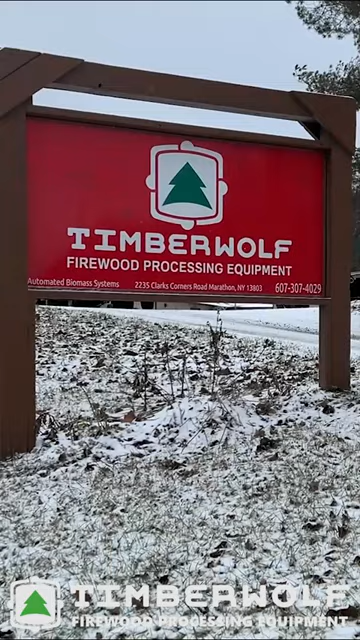 TIMBERWOLF
FIREWOOD PROCESSING EQUIPMENT
Automated Biomass Systems 2235 Clarks Corners Road Marathon, NY 13803 607-307-4029
TIMBERWOLF
FIREWOOD PROCESSING EQUIPMENT